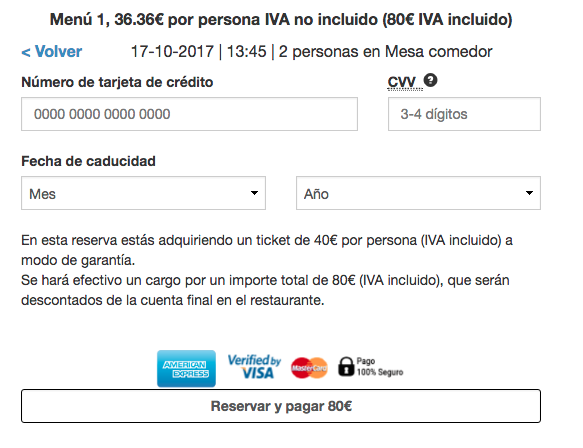 Menú 1, 36.36€ por persona IVA no incluido (80€ IVA incluido)
< Volver 17-10-2017 | 13:45 | 2 personas en Mesa comedor
Número de tarjeta de crédito CVV ?
0000 0000 0000 0000 3-4 dígitos
Fecha de caducidad
Mes Año
En esta reserva estás adquiriendo un ticket de 40€ por persona (IVA incluido) a
modo de garantía.
Se hará efectivo un cargo por un importe total de 80€ (IVA incluido), que serán
descontados de la cuenta final en el restaurante.
AMERICAN EXPRESS Verified by VISA MasterCard Pago 100% Seguro
Reservar y pagar 80€